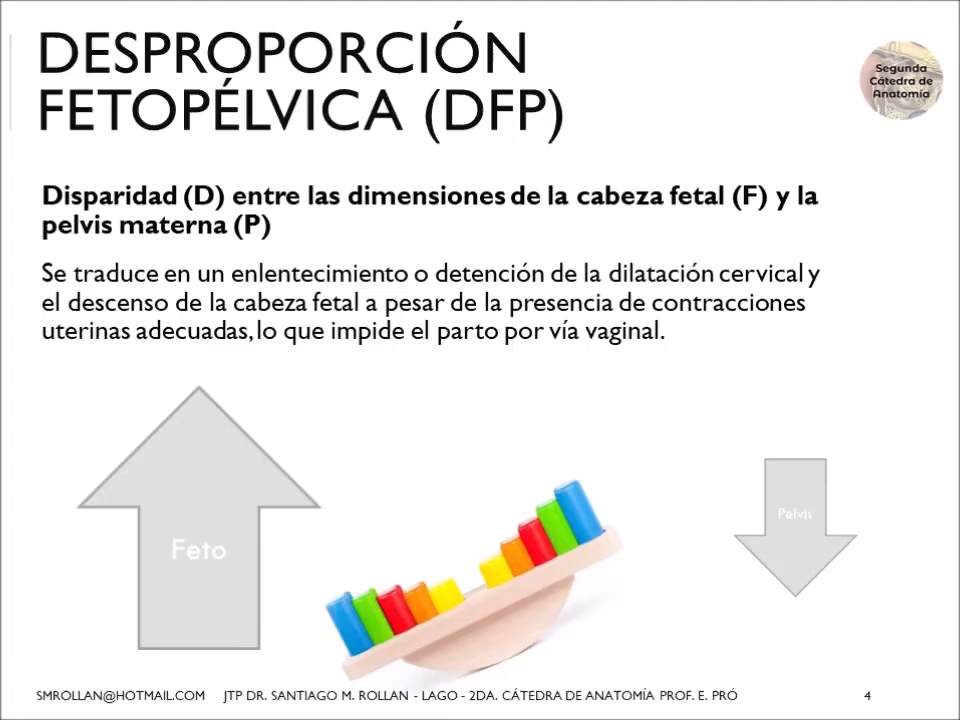 DESPROPORCIÓN
FETOPÉLVICA (DFP)
Segunda
Cátedra de
Anatomía
Disparidad (D) entre las dimensiones de la cabeza fetal (F) y la
pelvis materna (P)
Se traduce en un enlentecimiento o detención de la dilatación cervical y
el descenso de la cabeza fetal a pesar de la presencia de contracciones
uterinas adecuadas, lo que impide el parto por vía vaginal.
Feto
Pelvis
SMROLLAN@HOTMAIL.COM JTP DR. SANTIAGO M. ROLLAN - LAGO - 2DA. CÁTEDRA DE ANATOMÍA PROF. E. PRÓ 4